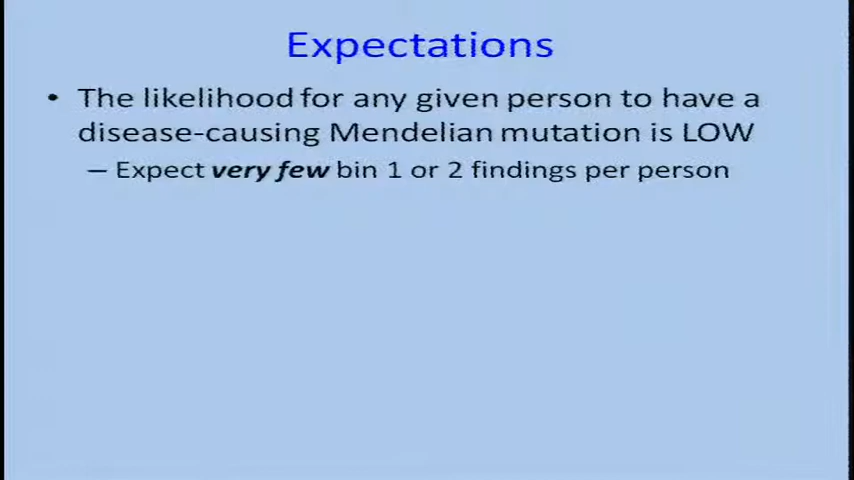 Expectations
• The likelihood for any given person to have a
disease-causing Mendelian mutation is LOW
– Expect very few bin 1 or 2 findings per person